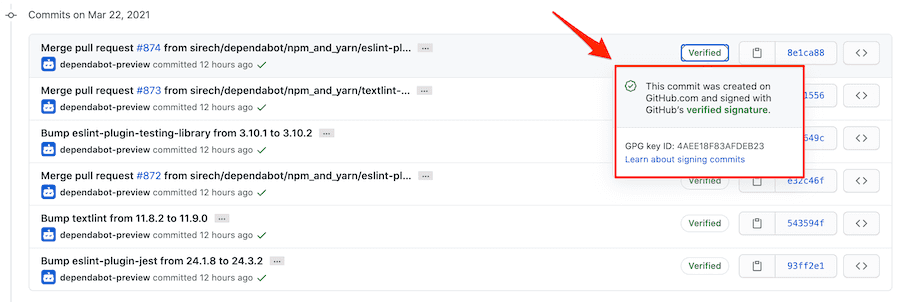 Commits on Mar 22, 2021
Merge pull request #874 from sirech/dependabot/npm_and_yarn/eslint-pl... ...
Verified
8e1ca88
dependabot-preview committed 12 hours ago
This commit was created on
GitHub.com and signed with
GitHub's verified signature.
GPG key ID: 4AEE18F83AFDEB23
Learn about signing commits
Merge pull request #873 from sirech/dependabot/npm_and_yarn/textlint-... ...
1556
dependabot-preview committed 12 hours ago
Bump eslint-plugin-testing-library from 3.10.1 to 3.10.2 ...
649c
dependabot-preview committed 12 hours ago
Merge pull request #872 from sirech/dependabot/npm_and_yarn/eslint-pl... ...
Verified
e32c46f
dependabot-preview committed 12 hours ago
Bump textlint from 11.8.2 to 11.9.0 ...
Verified
543594f
dependabot-preview committed 12 hours ago
Bump eslint-plugin-jest from 24.1.8 to 24.3.2 ...
Verified
93ff2e1
dependabot-preview committed 12 hours ago